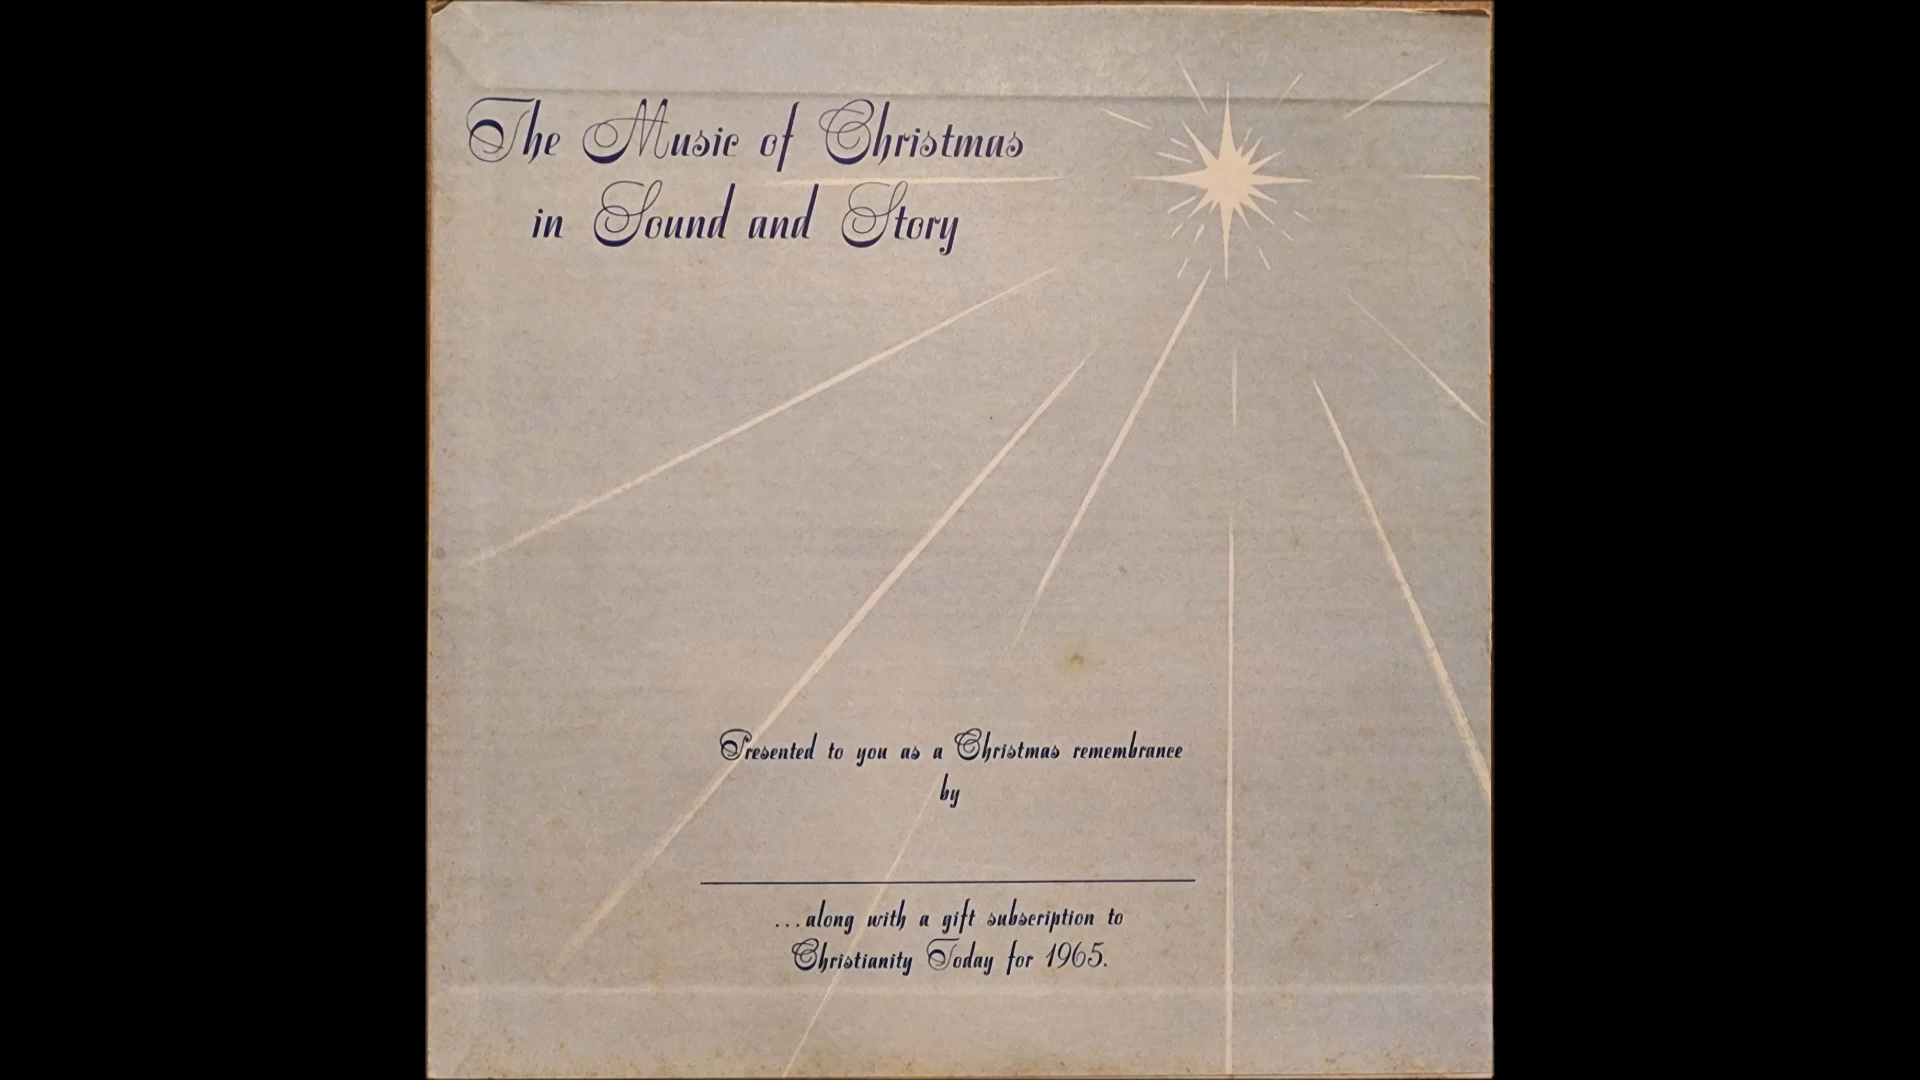 The Music of Christmas
in Sound and Story
Presented to you as a Christmas remembrance
by
...along with a gift subscription to
Christianity Today for 1965.